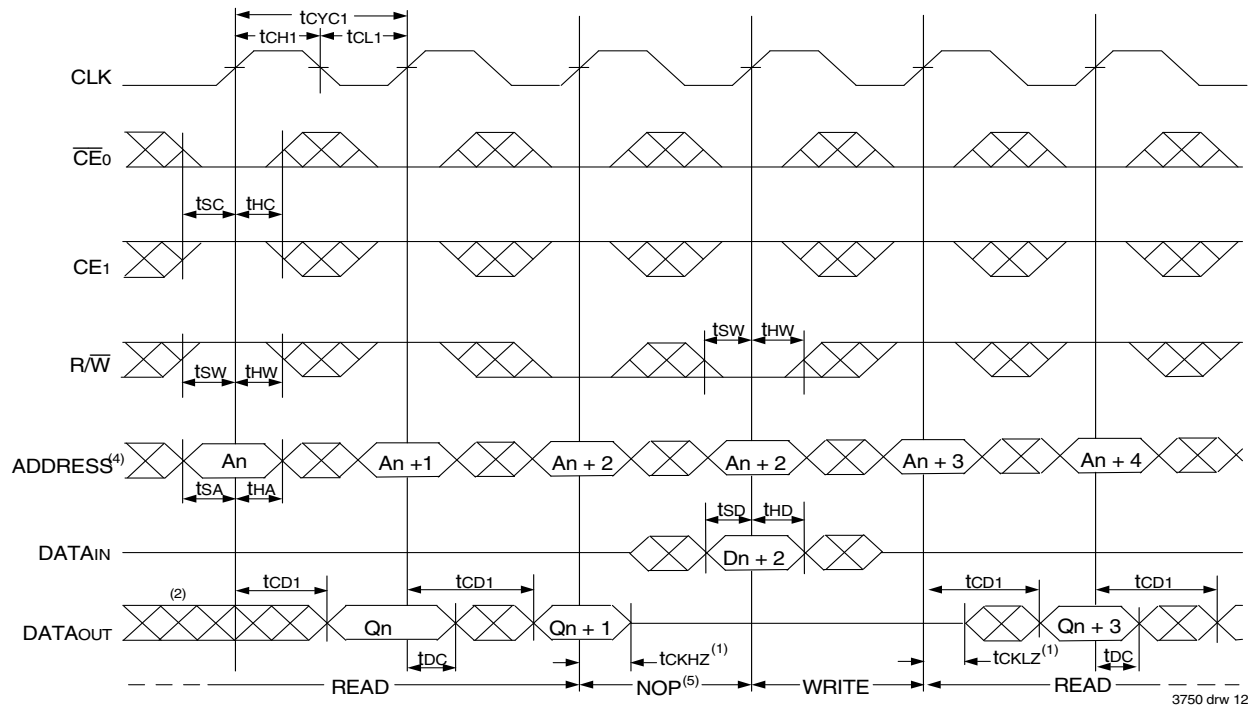 tCYC1
tCH1 tCL1
CLK
CE0
tSC tHC
CE1
tSW tHW
R/W
tSW tHW
ADDRESS(4) An An +1 An + 2 An + 2 An + 3 An + 4
tSA tHA
tSD tHD
DATAIN Dn + 2
tCD1 tCD1 tCD1 tCD1
(2)
DATAOUT Qn Qn + 1 Qn + 3
tDC tCKHZ(1) tCKLZ(1) tDC
READ NOP(5) WRITE READ
3750 drw 12